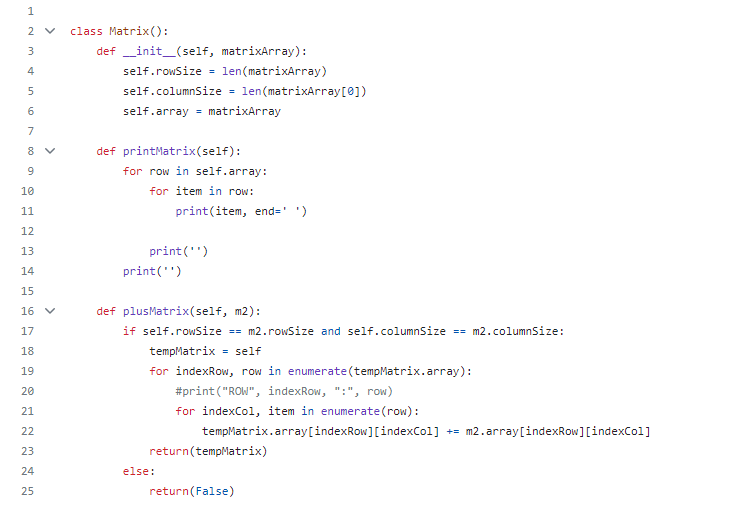 1
2 class Matrix():
3     def __init__(self, matrixArray):
4         self.rowSize = len(matrixArray)
5         self.columnSize = len(matrixArray[0])
6         self.array = matrixArray
7
8     def printMatrix(self):
9         for row in self.array:
10             for item in row:
11                 print(item, end=' ')
12
13             print('')
14         print('')
15
16     def plusMatrix(self, m2):
17         if self.rowSize == m2.rowSize and self.columnSize == m2.columnSize:
18             tempMatrix = self
19             for indexRow, row in enumerate(tempMatrix.array):
20                 #print("ROW", indexRow, ":", row)
21                 for indexCol, item in enumerate(row):
22                     tempMatrix.array[indexRow][indexCol] += m2.array[indexRow][indexCol]
23             return(tempMatrix)
24         else:
25             return(False)